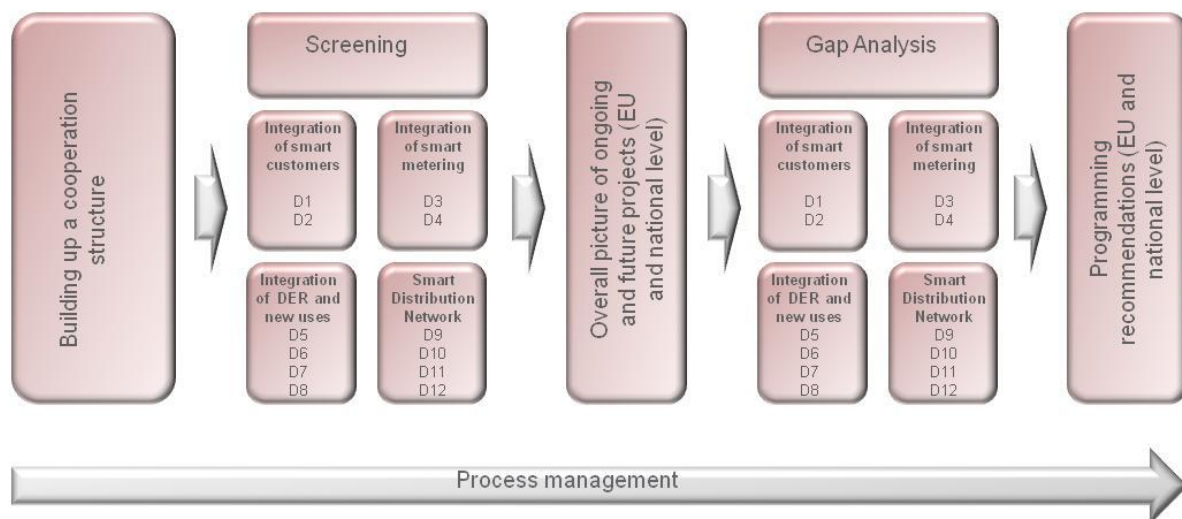 Building up a cooperation
structure
Screening
Integration
of smart
customers
D1
D2
Integration
of smart
metering
D3
D4
Integration
of DER and
new uses
D5
D6
D7
D8
Smart
Distribution
Network
D9
D10
D11
D12
Overall picture of ongoing
and future projects (EU
and national level)
Gap Analysis
Integration
of smart
customers
D1
D2
Integration
of smart
metering
D3
D4
Integration
of DER and
new uses
D5
D6
D7
D8
Smart
Distribution
Network
D9
D10
D11
D12
Programming
recommendations (EU and
national level)
Process management